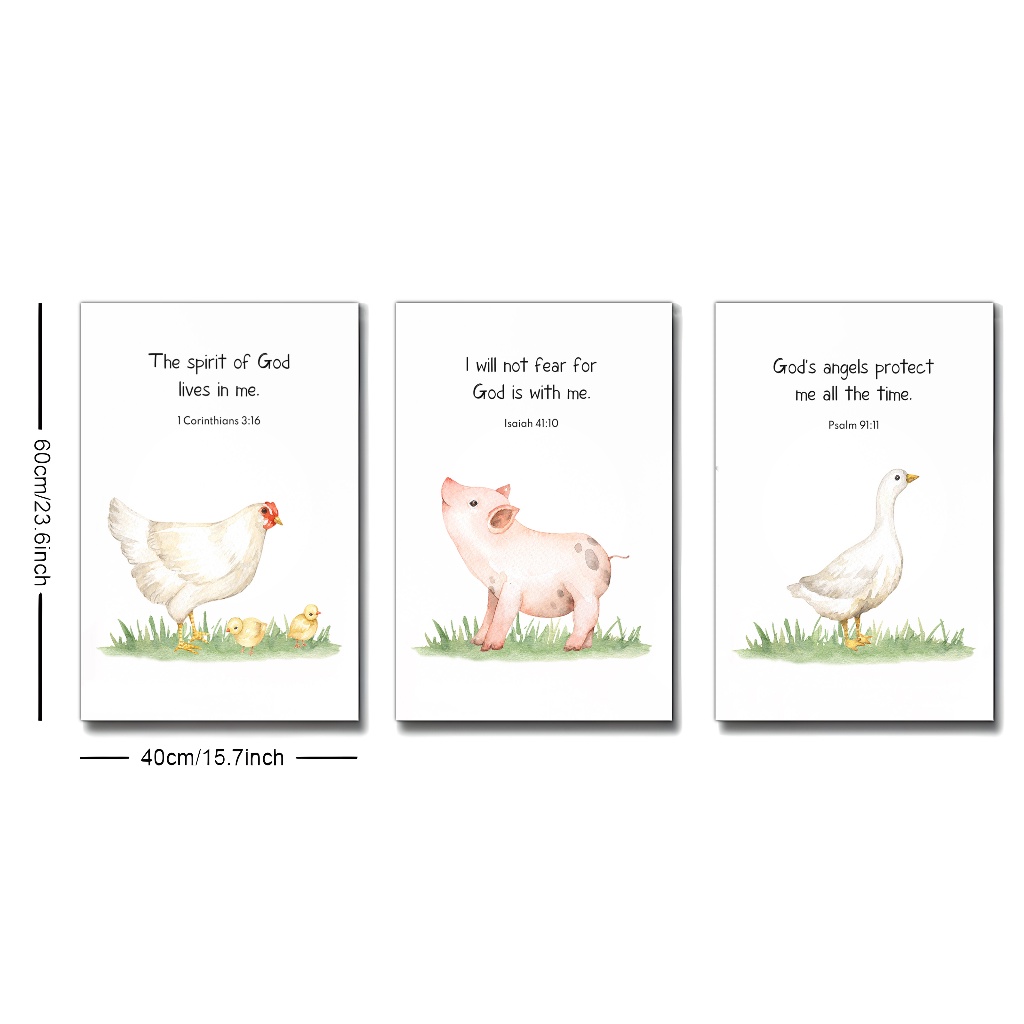 The spirit of God
lives in me.
1 Corinthians 3:16
I will not fear for
God is with me.
Isaiah 41:10
God's angels protect
me all the time.
Psalm 91:11
60cm/23.6inch
40cm/15.7inch